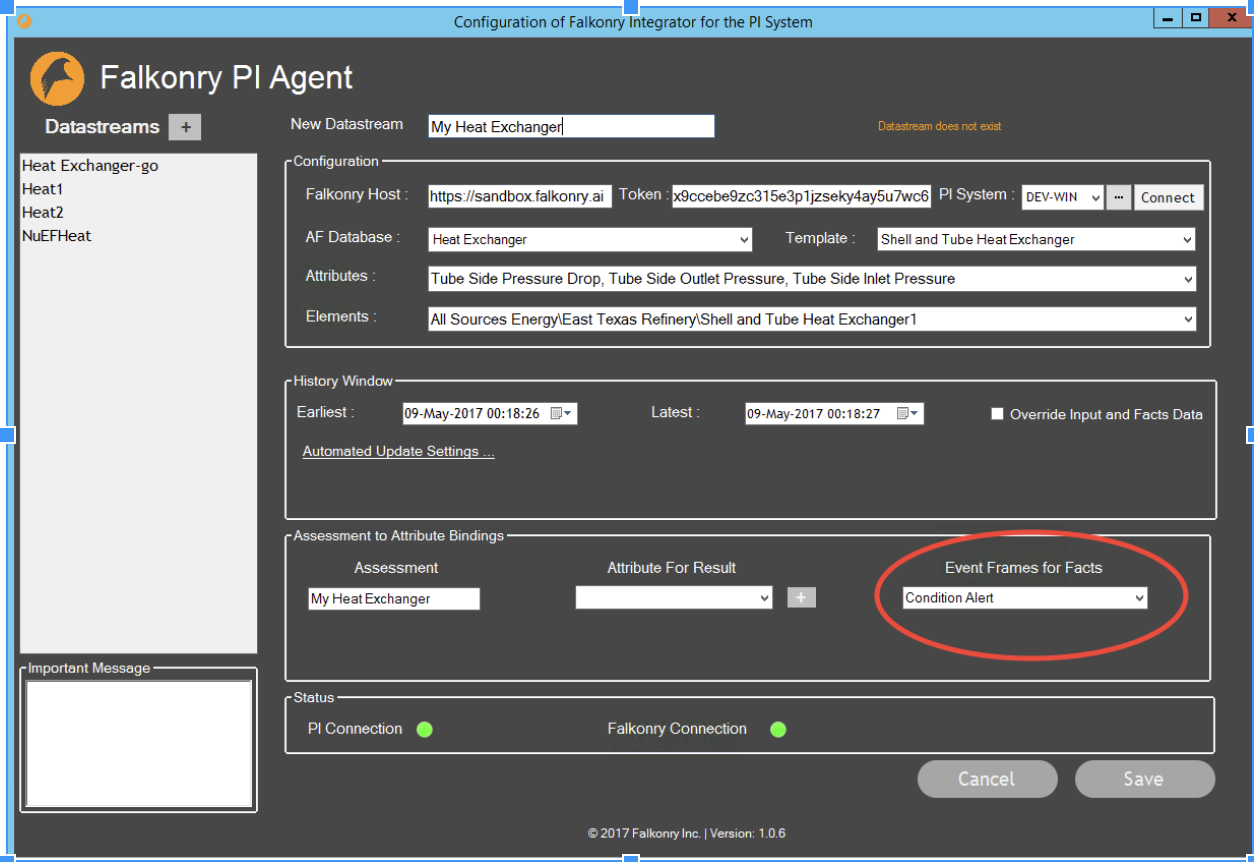 Configuration of Falkonry Integrator for the PI System
Falkonry PI Agent
Datastreams +
New Datastream My Heat Exchanger Datastream does not exist
Heat Exchanger-go
Heat1
Heat2
NuEFHeat
Configuration
Falkonry Host : https://sandbox.falkonry.ai Token : x9ccebe9zc315e3p1jzseky4ay5u7wc6 PI System : DEV-WIN ... Connect
AF Database : Heat Exchanger Template : Shell and Tube Heat Exchanger
Attributes : Tube Side Pressure Drop, Tube Side Outlet Pressure, Tube Side Inlet Pressure
Elements : All Sources Energy\East Texas Refinery\Shell and Tube Heat Exchanger1
History Window
Earliest : 09-May-2017 00:18:26 Latest : 09-May-2017 00:18:27 Override Input and Facts Data
Automated Update Settings ...
Assessment to Attribute Bindings
Assessment Attribute For Result Event Frames for Facts
My Heat Exchanger + Condition Alert
Important Message
Status
PI Connection Falkonry Connection
Cancel Save
© 2017 Falkonry Inc. | Version: 1.0.6